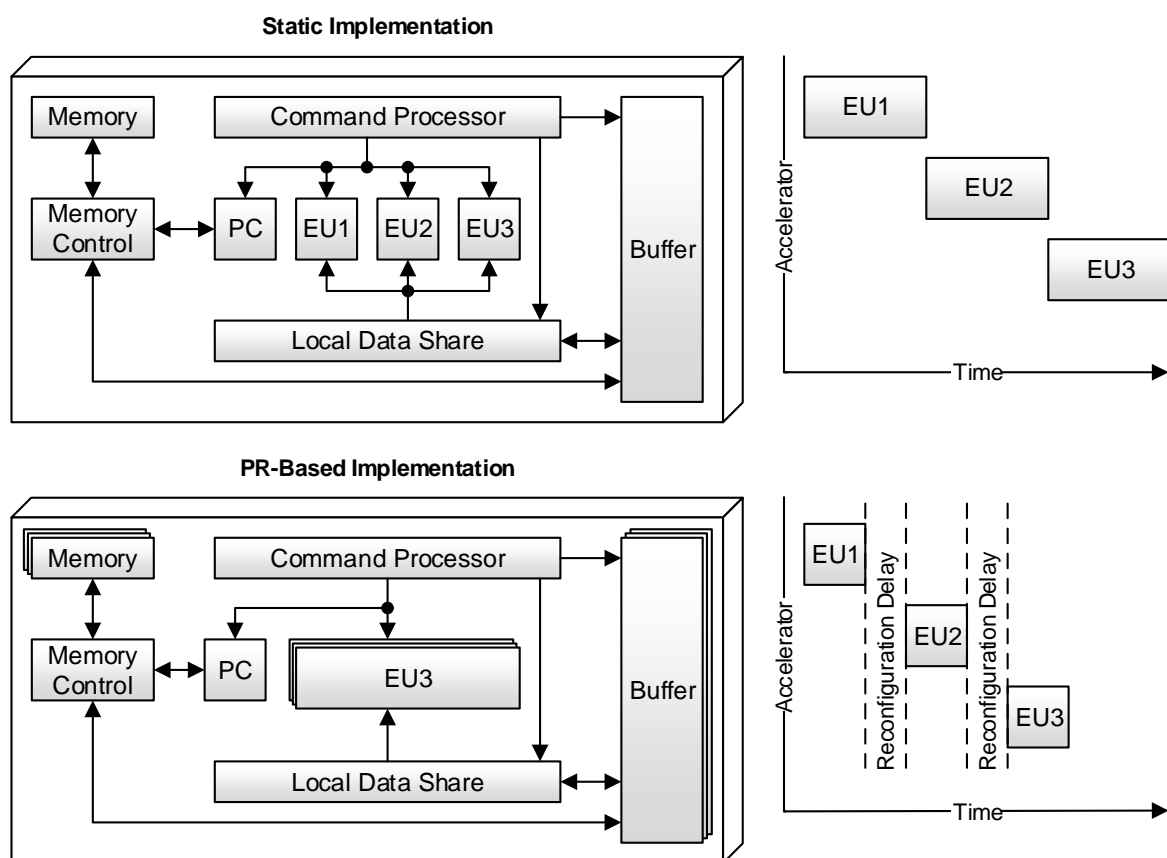 Static Implementation
Memory
Command Processor
Memory
Control
PC
EU1
EU2
EU3
Buffer
Local Data Share
Accelerator
EU1
EU2
EU3
Time
PR-Based Implementation
Memory
Command Processor
Memory
Control
PC
EU3
Buffer
Local Data Share
Accelerator
EU1
Reconfiguration Delay
EU2
Reconfiguration Delay
EU3
Time